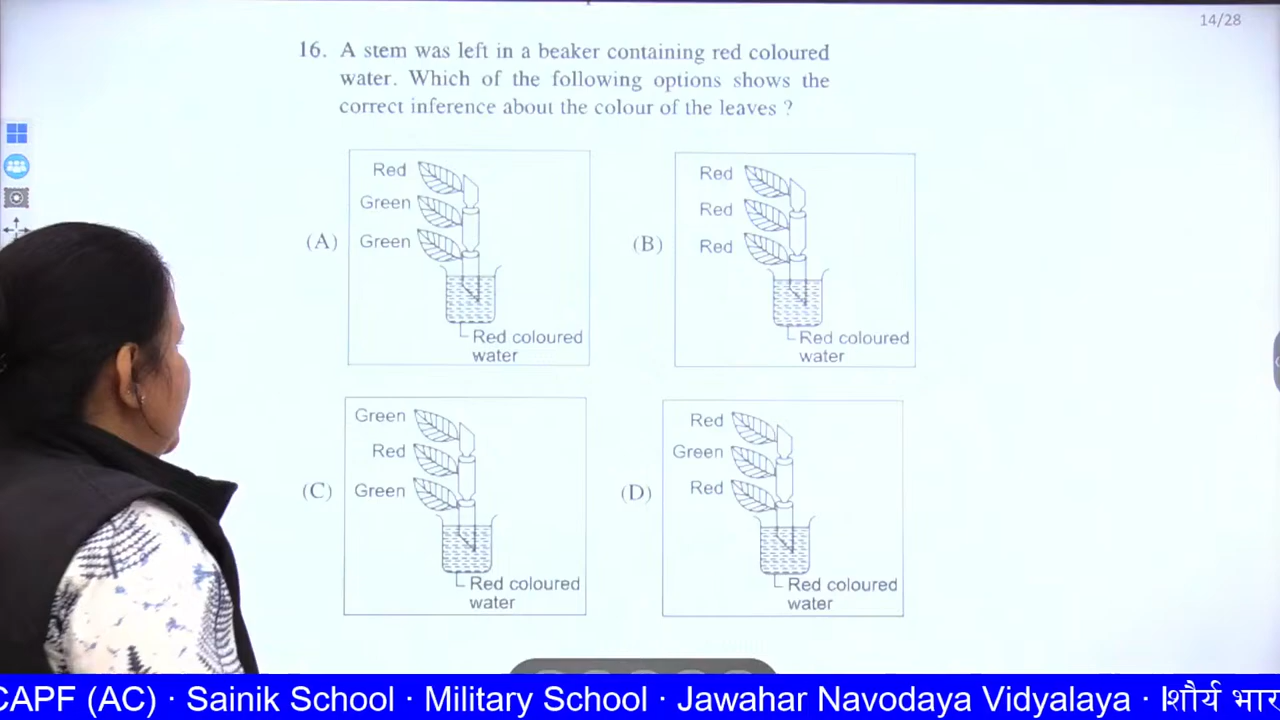 14/28
16. A stem was left in a beaker containing red coloured
water. Which of the following options shows the
correct inference about the colour of the leaves ?
(A)
Red
Green
Green
Red coloured
water
(B)
Red
Red
Red
Red coloured
water
(C)
Green
Red
Green
Red coloured
water
(D)
Red
Green
Red
Red coloured
water
CAPF (AC) · Sainik School · Military School · Jawahar Navodaya Vidyalaya ·
शौर्य